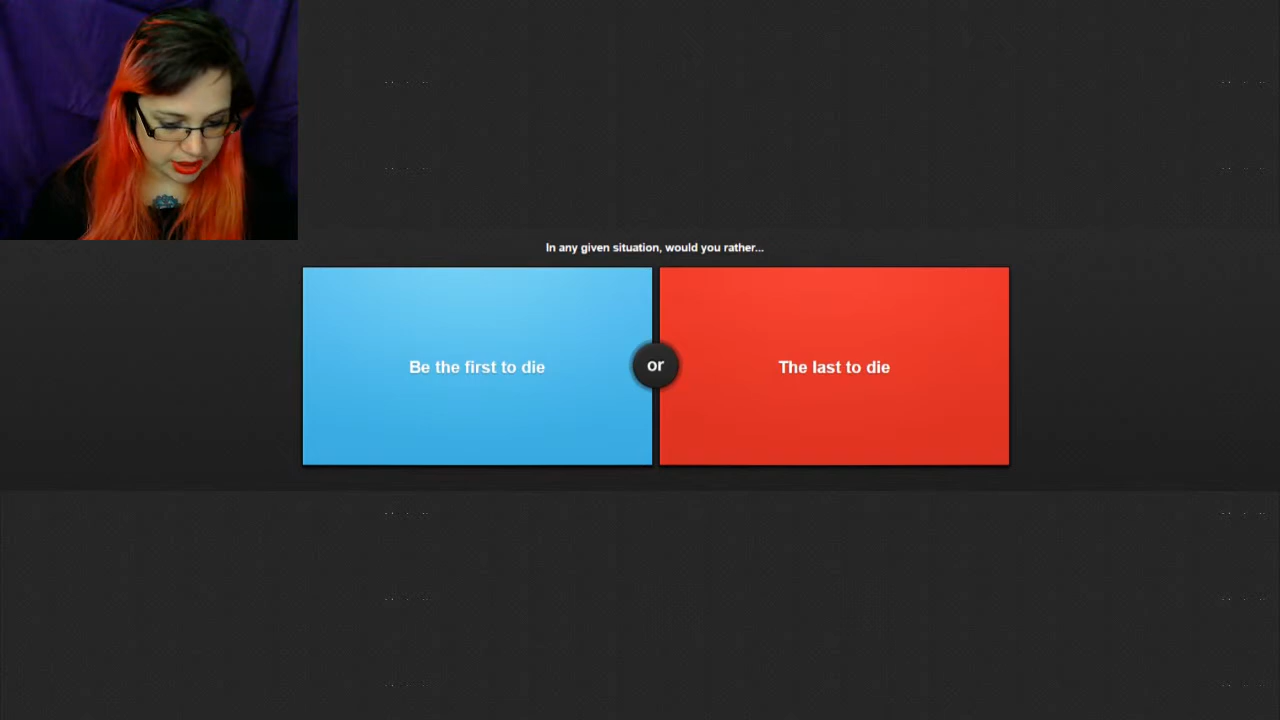 In any given situation, would you rather...
Be the first to die
or
The last to die